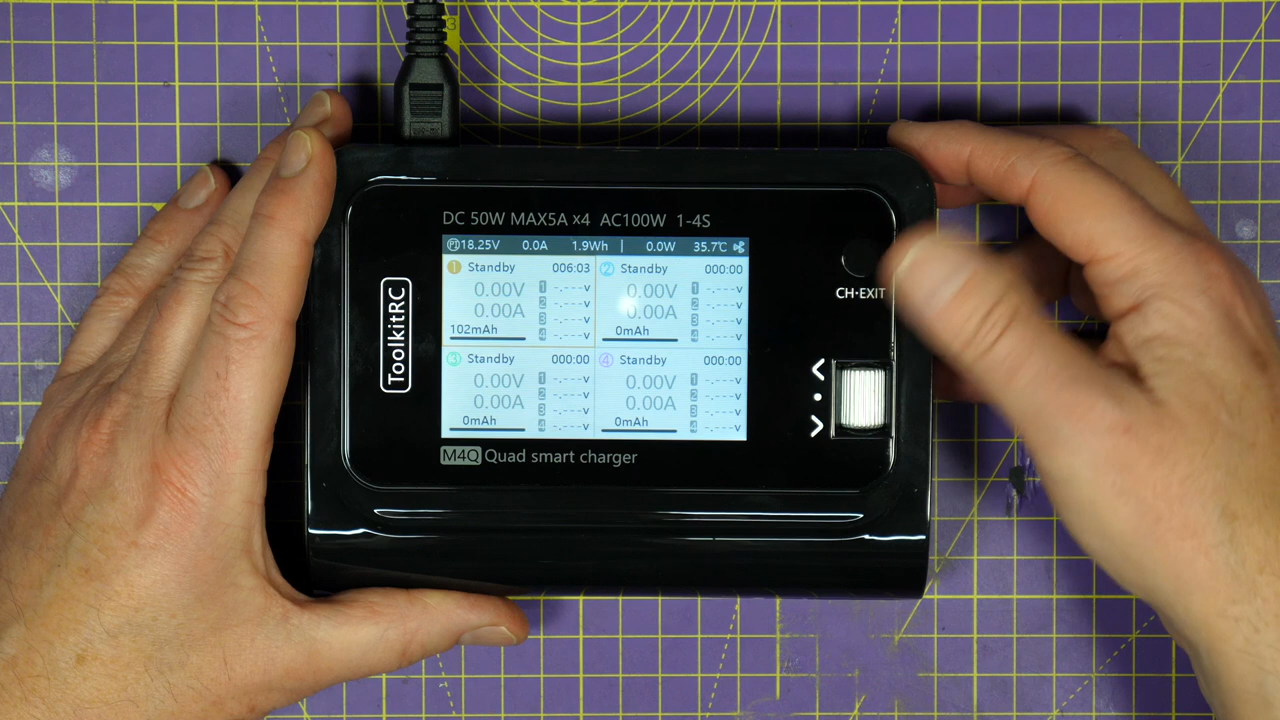 3
DC 50W MAX5A x4 AC100W 1-4S
18.25V 0.0A 1.9Wh | 0.0W 35.7℃
1 Standby 006:03
0.00V
0.00A
102mAh
1 -.---V
2 -.---V
3 -.---V
4 -.---V
2 Standby 000:00
0.00V
0.00A
0mAh
1 -.---V
2 -.---V
3 -.---V
4 -.---V
3 Standby 000:00
0.00V
0.00A
0mAh
1 -.---V
2 -.---V
3 -.---V
4 -.---V
4 Standby 000:00
0.00V
0.00A
0mAh
1 -.---V
2 -.---V
3 -.---V
4 -.---V
ToolkitRC
CH•EXIT
M4Q Quad smart charger